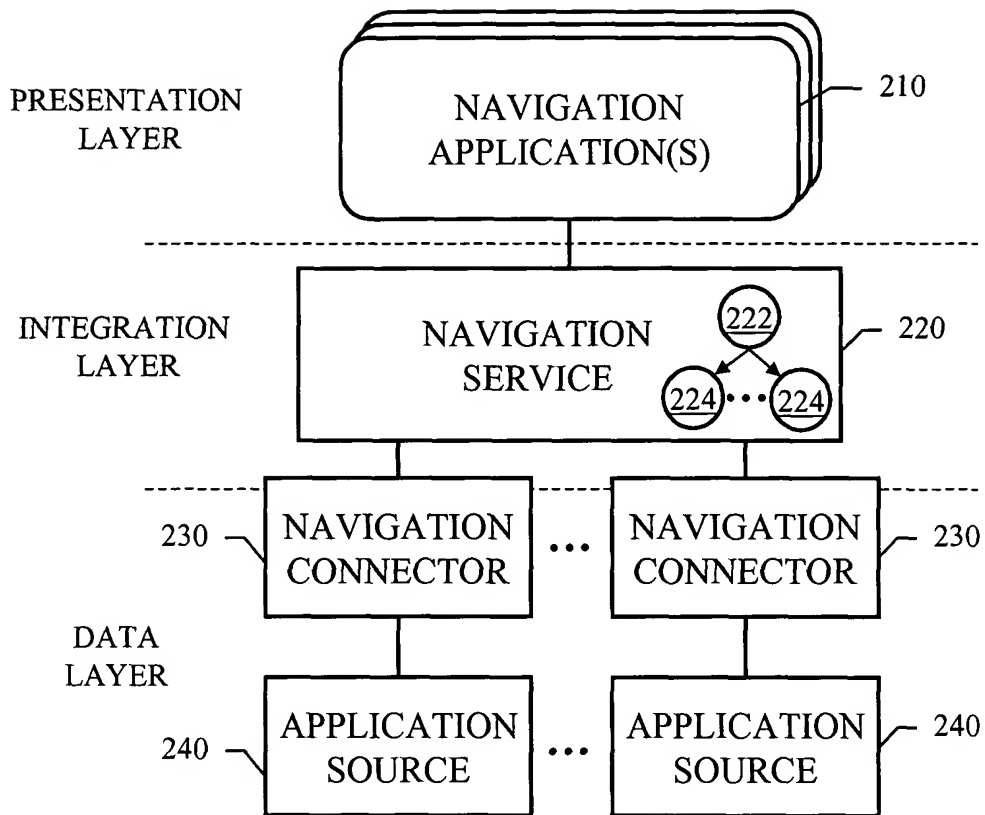 PRESENTATION
LAYER
NAVIGATION
APPLICATION(S)
210
INTEGRATION
LAYER
NAVIGATION
SERVICE
222
224 ••• 224
220
DATA
LAYER
230
NAVIGATION
CONNECTOR
•••
NAVIGATION
CONNECTOR
230
240
APPLICATION
SOURCE
•••
APPLICATION
SOURCE
240